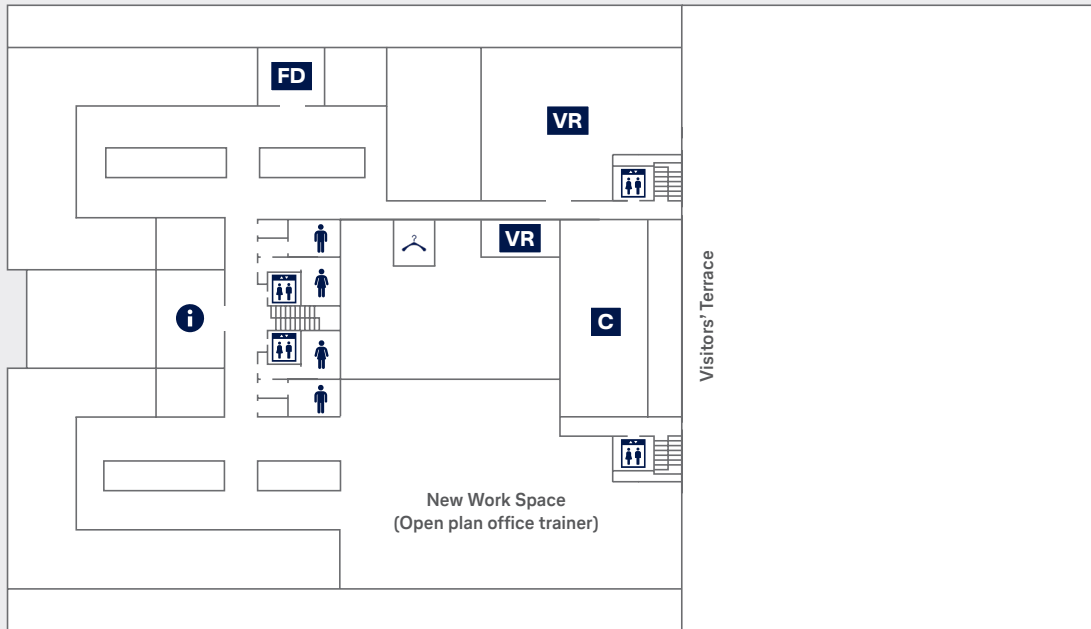 FD
VR
VR
i
C
Visitors' Terrace
New Work Space
(Open plan office trainer)